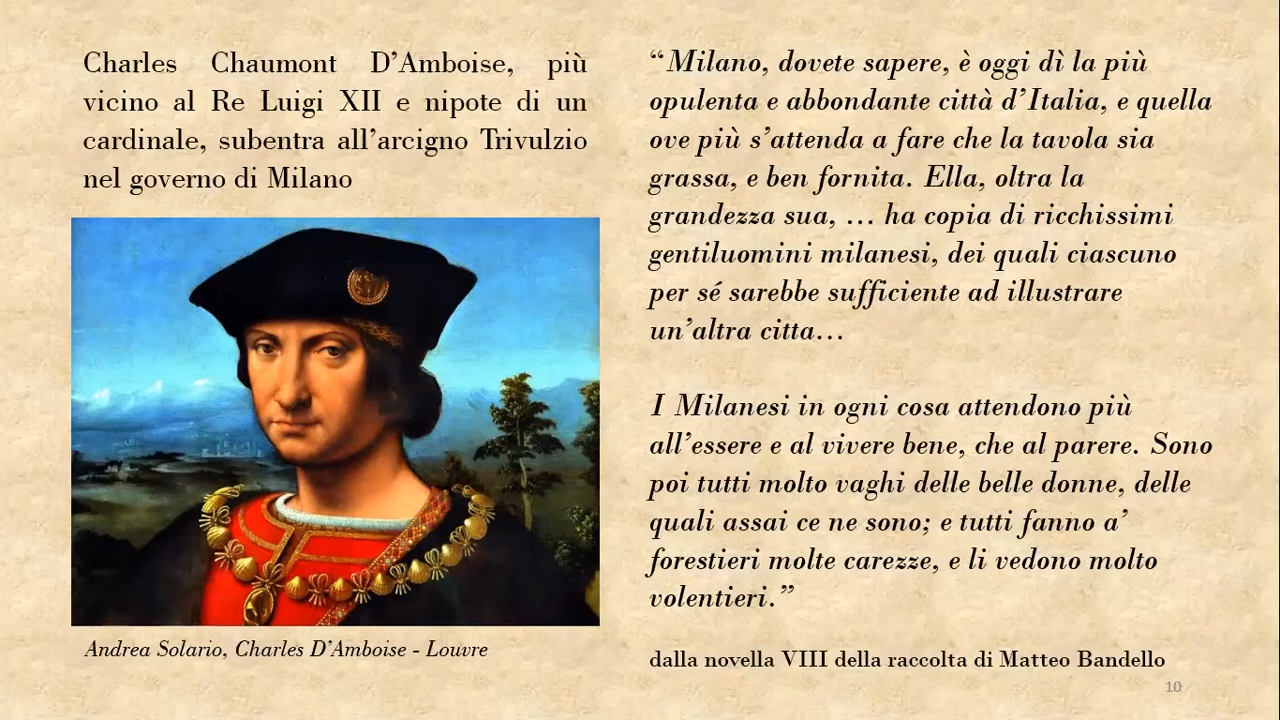 Charles Chaumont D’Amboise, più
vicino al Re Luigi XII e nipote di un
cardinale, subentra all’arcigno Trivulzio
nel governo di Milano
Andrea Solario, Charles D’Amboise - Louvre
“Milano, dovete sapere, è oggi dì la più
opulenta e abbondante città d’Italia, e quella
ove più s’attenda a fare che la tavola sia
grassa, e ben fornita. Ella, oltra la
grandezza sua, … ha copia di ricchissimi
gentiluomini milanesi, dei quali ciascuno
per sé sarebbe sufficiente ad illustrare
un’altra citta…
I Milanesi in ogni cosa attendono più
all’essere e al vivere bene, che al parere. Sono
poi tutti molto vaghi delle belle donne, delle
quali assai ce ne sono; e tutti fanno a’
forestieri molte carezze, e li vedono molto
volentieri.”
dalla novella VIII della raccolta di Matteo Bandello
10